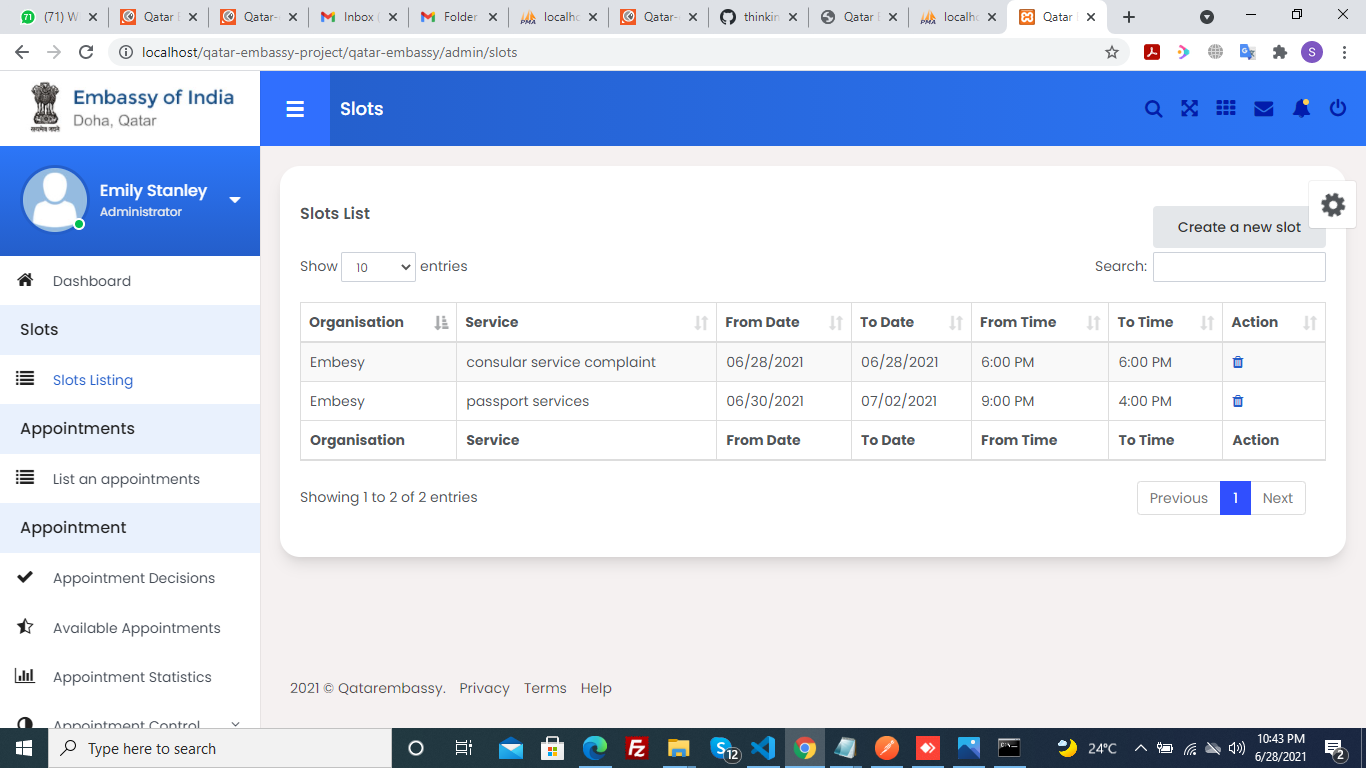 (71) W
Qatar E
Qatar-
Inbox
Folder
localho
Qatar-
thinkin
Qatar E
localho
Qatar
localhost/qatar-embassy-project/qatar-embassy/admin/slots
S
Embassy of India
Doha, Qatar
Slots
Emily Stanley
Administrator
Dashboard
Slots
Slots Listing
Appointments
List an appointments
Appointment
Appointment Decisions
Available Appointments
Appointment Statistics
Appointment Control
Slots List
Create a new slot
Show 10 entries
Search:
Organisation Service From Date To Date From Time To Time Action
Embesy consular service complaint 06/28/2021 06/28/2021 6:00 PM 6:00 PM
Embesy passport services 06/30/2021 07/02/2021 9:00 PM 4:00 PM
Organisation Service From Date To Date From Time To Time Action
Showing 1 to 2 of 2 entries
Previous 1 Next
2021 © Qatarembassy. Privacy Terms Help
Type here to search
12
24°C
10:43 PM
6/28/2021
2